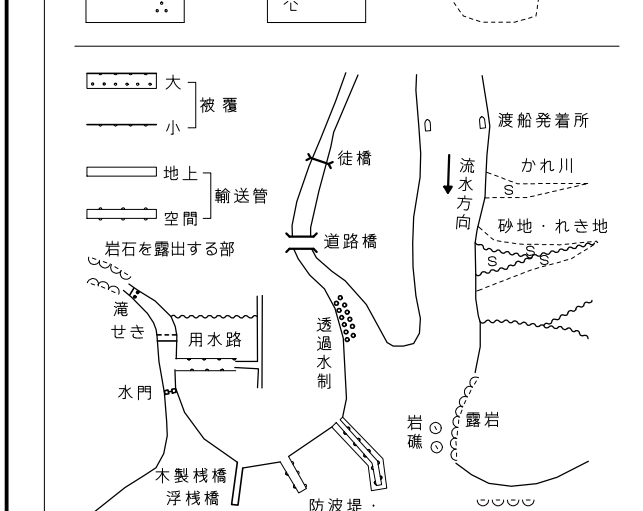 大
被覆
小
渡船発着所
徒橋
かれ川
流水方向
地上
輸送管
空間
砂地・れき地
道路橋
岩石を露出する部
S
S
S
S
滝
せき
用水路
透過水制
水門
岩礁
露岩
木製桟橋
浮桟橋
防波堤・